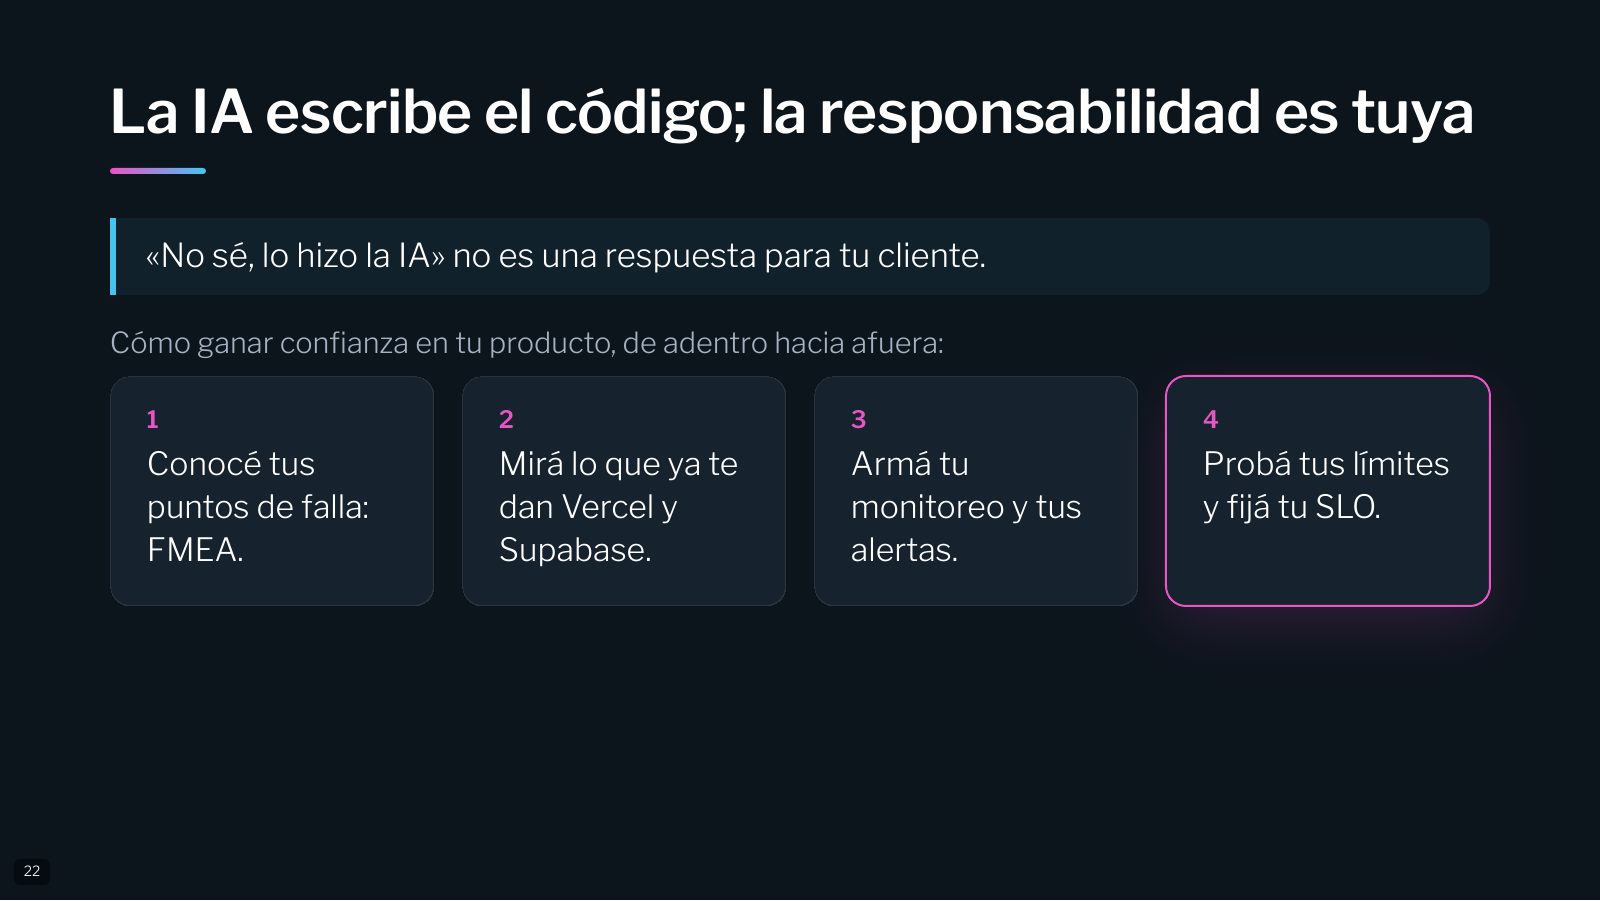 La IA escribe el código; la responsabilidad es tuya
«No sé, lo hizo la IA» no es una respuesta para tu cliente.
Cómo ganar confianza en tu producto, de adentro hacia afuera:
1
Conocé tus
puntos de falla:
FMEA.
2
Mirá lo que ya te
dan Vercel y
Supabase.
3
Armá tu
monitoreo y tus
alertas.
4
Probá tus límites
y fijá tu SLO.
22